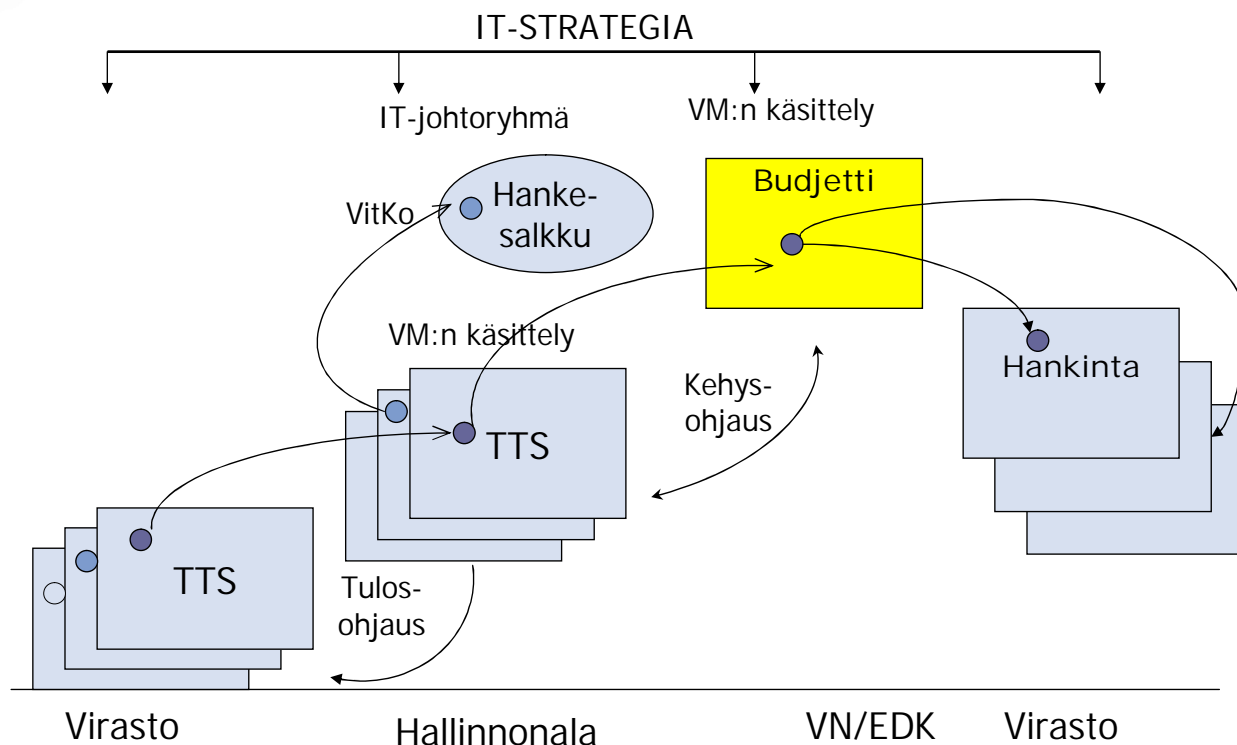 IT-STRATEGIA
IT-johtoryhmä
VM:n käsittely
VitKo
Hanke-
salkku
Budjetti
VM:n käsittely
TTS
Kehys-
ohjaus
Hankinta
TTS
Tulos-
ohjaus
Virasto
Hallinnonala
VN/EDK
Virasto